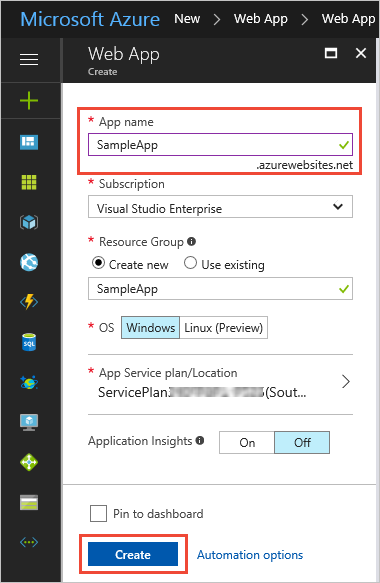 Microsoft Azure New > Web App > Web App
Web App
Create
* App name
SampleApp
.azurewebsites.net
* Subscription
Visual Studio Enterprise
* Resource Group
Create new Use existing
SampleApp
* OS Windows Linux (Preview)
* App Service plan/Location
ServicePlan (Sout...
Application Insights On Off
Pin to dashboard
Create Automation options